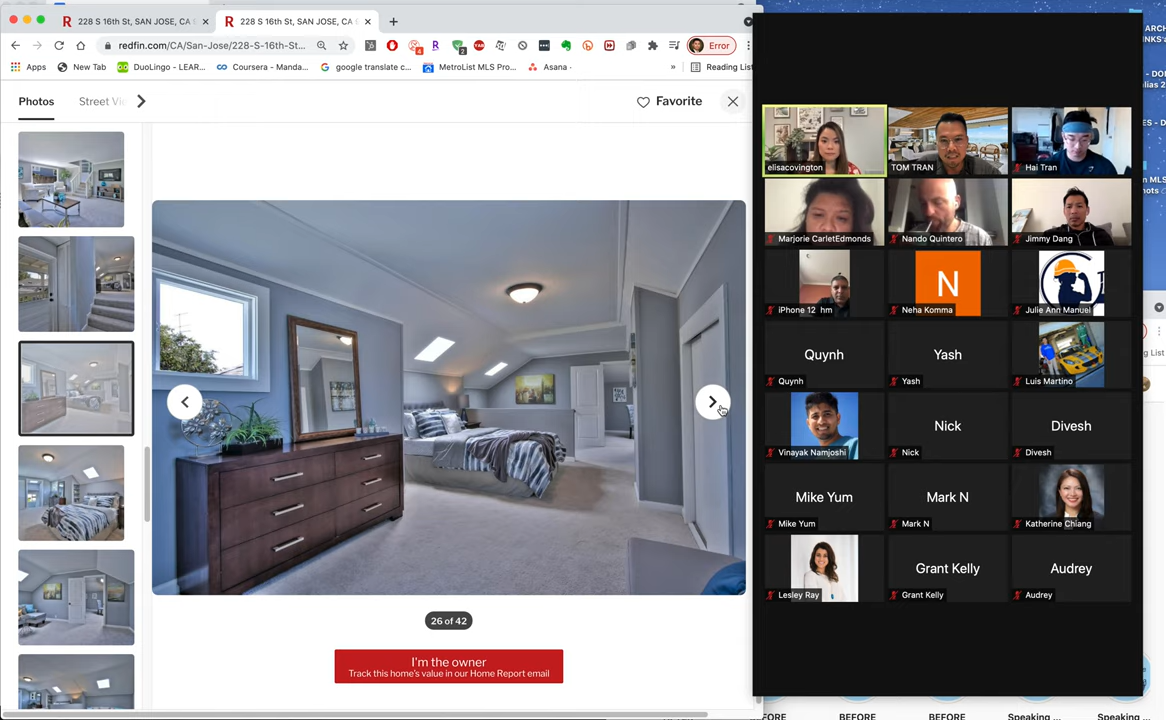 228 S 16th St, SAN JOSE, CA
228 S 16th St, SAN JOSE, CA
redfin.com/CA/San-Jose/228-S-16th-St...
Error
Apps
New Tab
DuoLingo - LEAR...
Coursera - Manda...
google translate c...
MetroList MLS Pro...
Asana
»
Reading List
Photos
Street Vi
Favorite
26 of 42
I'm the owner
Track this home's value in our Home Report email
elisacovington
TOM TRAN
Hai Tran
Marjorie CarletEdmonds
Nando Quintero
Jimmy Dang
iPhone 12 hm
N
Neha Komma
Julie Ann Manuel
Quynh
Quynh
Yash
Yash
Luis Martino
Vinayak Namjoshi
Nick
Nick
Divesh
Divesh
Mike Yum
Mike Yum
Mark N
Mark N
Katherine Chiang
Lesley Ray
Grant Kelly
Grant Kelly
Audrey
Audrey
BEFORE
BEFORE
Speaking ...
Speaking ...